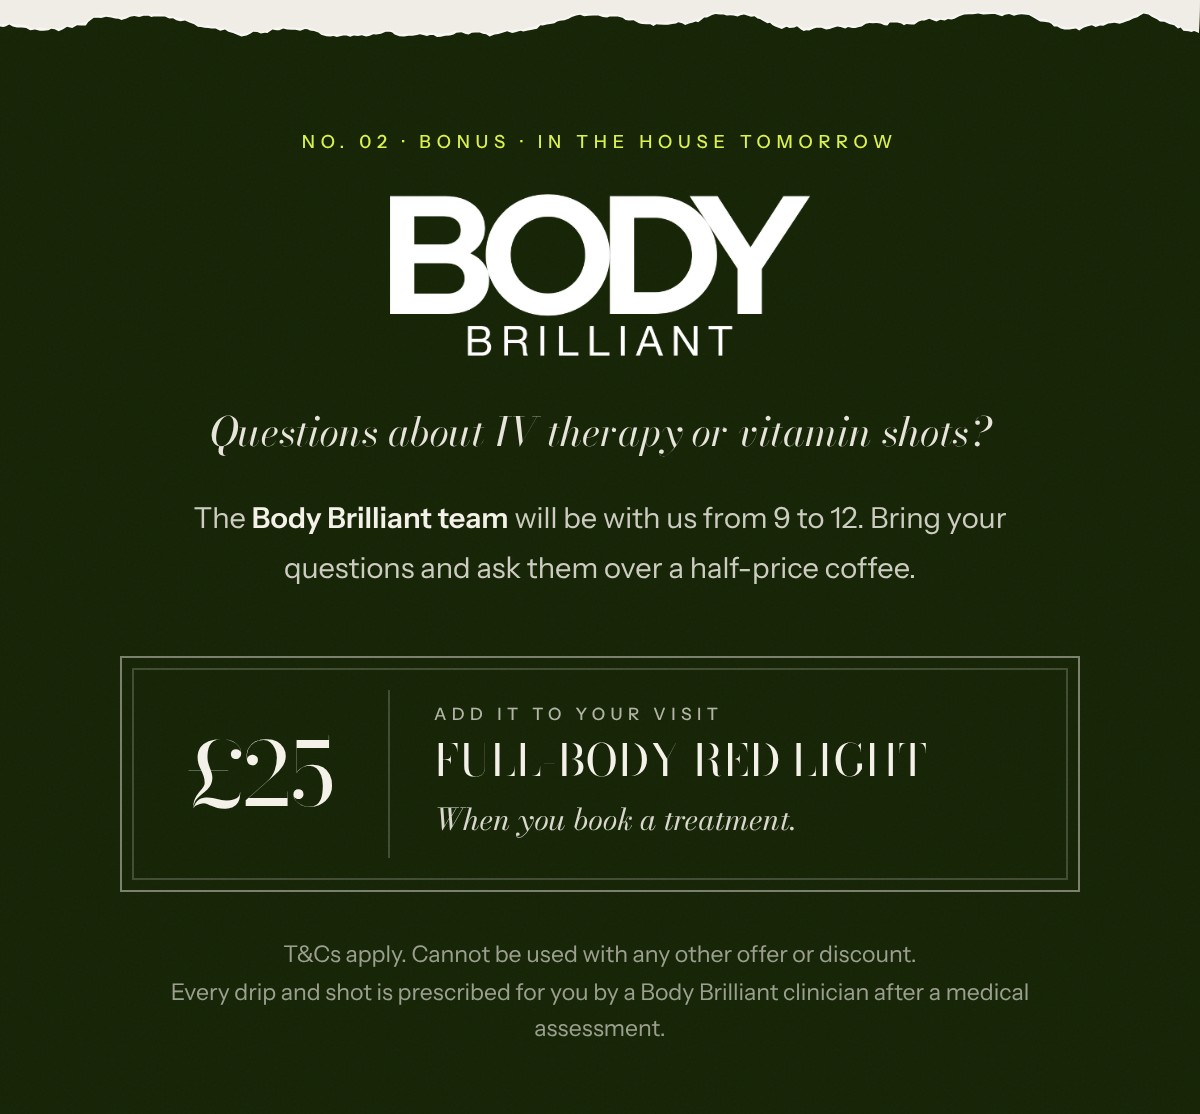 NO. 02 · BONUS · IN THE HOUSE TOMORROW
BODY
BRILLIANT
Questions about IV therapy or vitamin shots?
The Body Brilliant team will be with us from 9 to 12. Bring your
questions and ask them over a half-price coffee.
£25
ADD IT TO YOUR VISIT
FULL-BODY RED LIGHT
When you book a treatment.
T&Cs apply. Cannot be used with any other offer or discount.
Every drip and shot is prescribed for you by a Body Brilliant clinician after a medical
assessment.